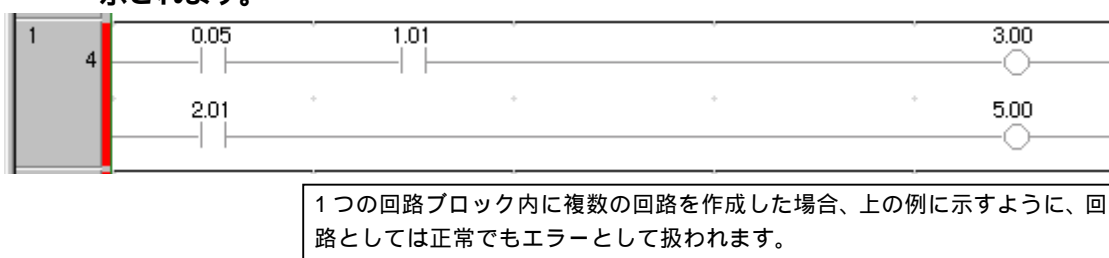 示されます。
1 0.05 1.01 3.00
4
2.01 5.00
1つの回路ブロック内に複数の回路を作成した場合、上の例に示すように、回
路としては正常でもエラーとして扱われます。